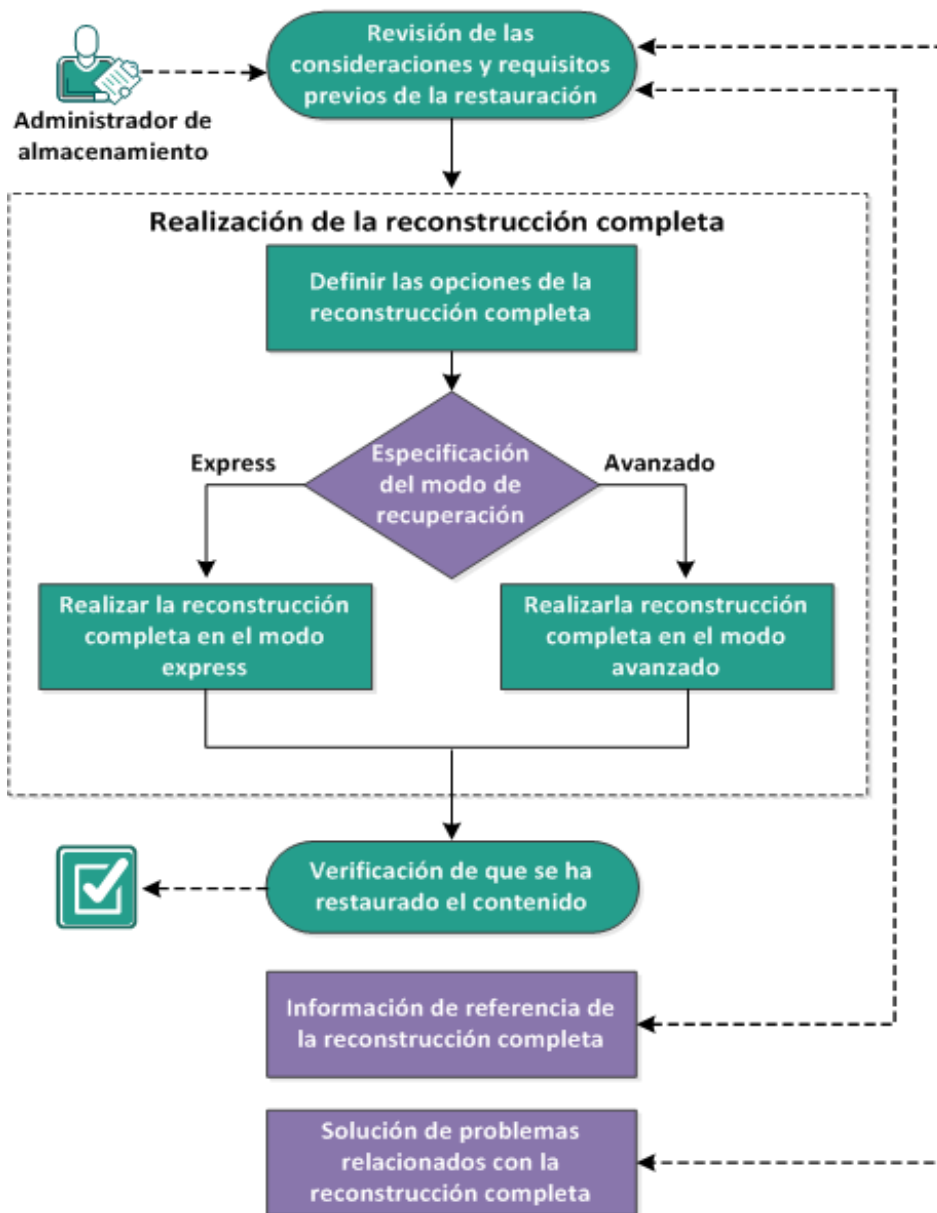 Revisión de las
consideraciones y requisitos
previos de la restauración
Administrador de
almacenamiento
Realización de la reconstrucción completa
Definir las opciones de la
reconstrucción completa
Especificación
del modo de
recuperación
Express
Avanzado
Realizar la reconstrucción
completa en el modo
express
Realizarla reconstrucción
completa en el modo
avanzado
Verificación de que se ha
restaurado el contenido
Información de referencia de
la reconstrucción completa
Solución de problemas
relacionados con la
reconstrucción completa